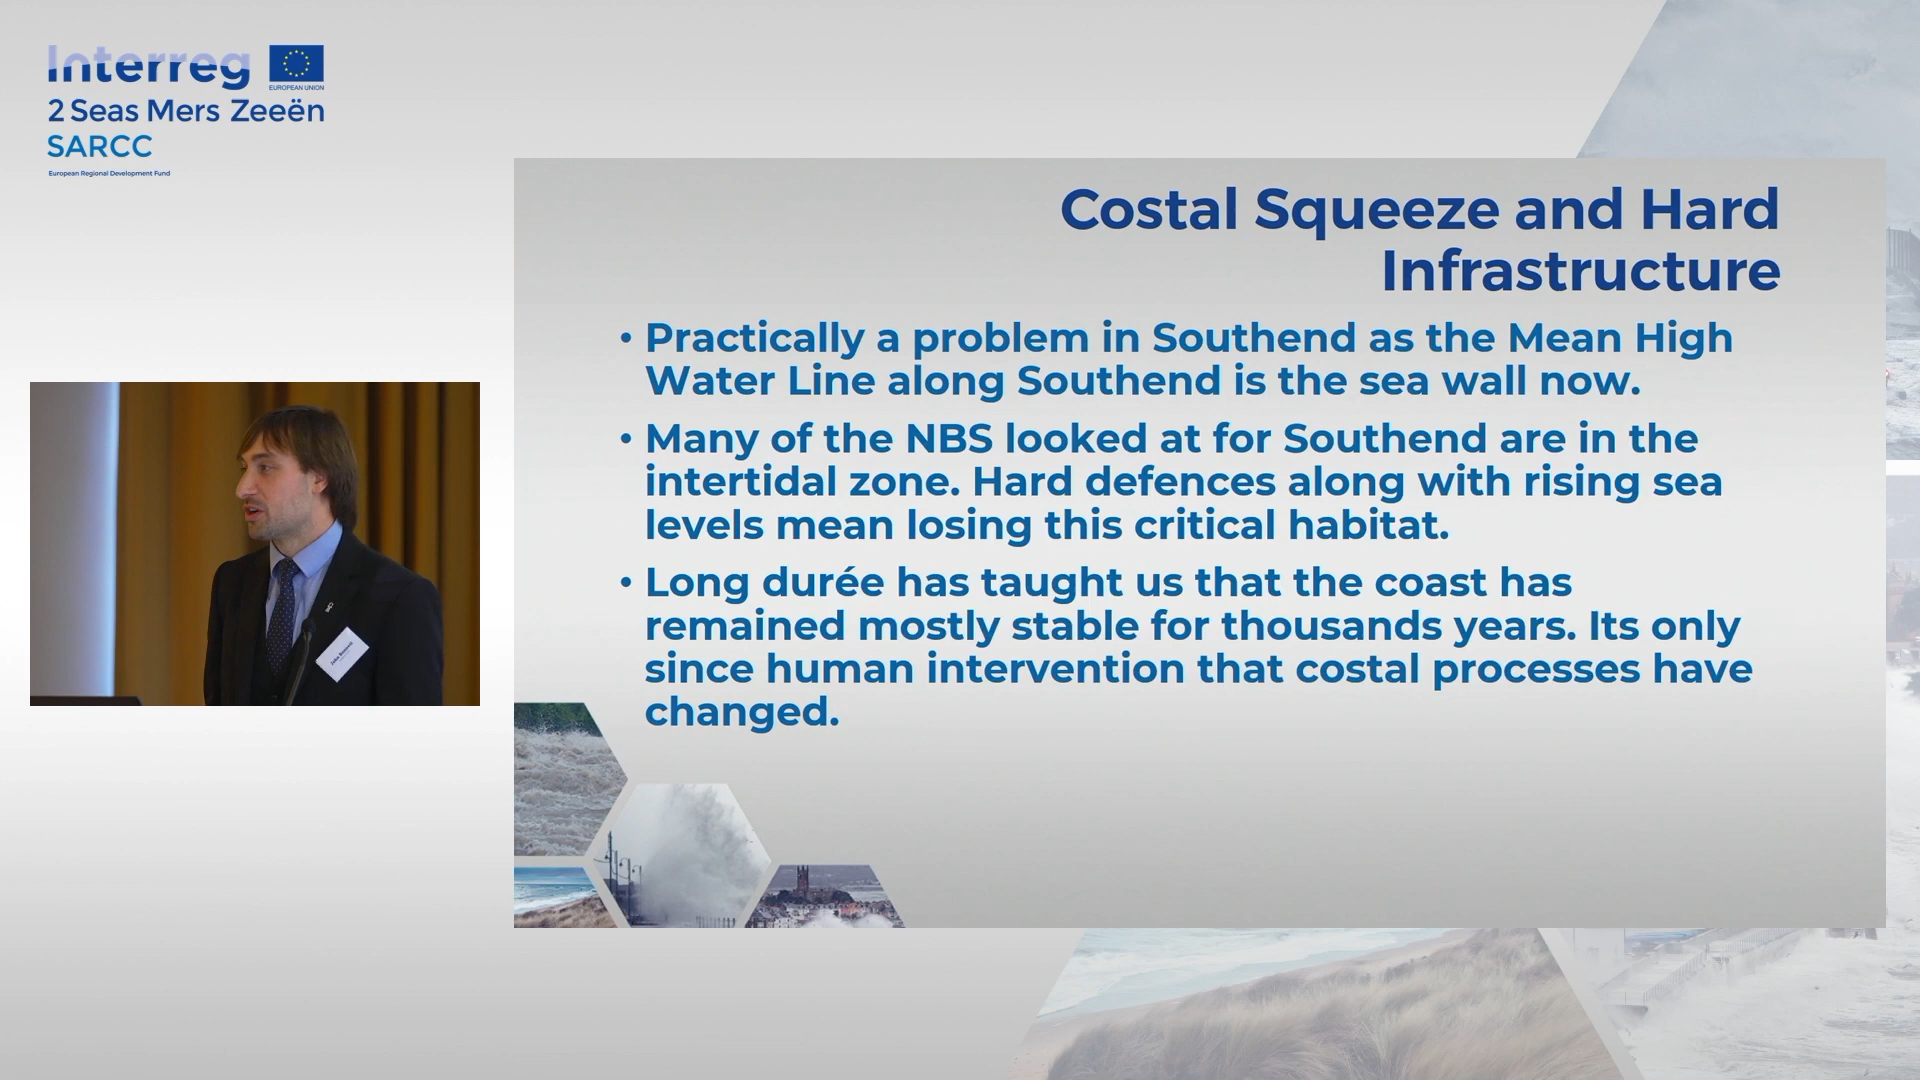 Interreg
EUROPEAN UNION
2 Seas Mers Zeeën
SARCC
European Regional Development Fund
Costal Squeeze and Hard
Infrastructure
• Practically a problem in Southend as the Mean High
Water Line along Southend is the sea wall now.
• Many of the NBS looked at for Southend are in the
intertidal zone. Hard defences along with rising sea
levels mean losing this critical habitat.
• Long durée has taught us that the coast has
remained mostly stable for thousands years. Its only
since human intervention that costal processes have
changed.